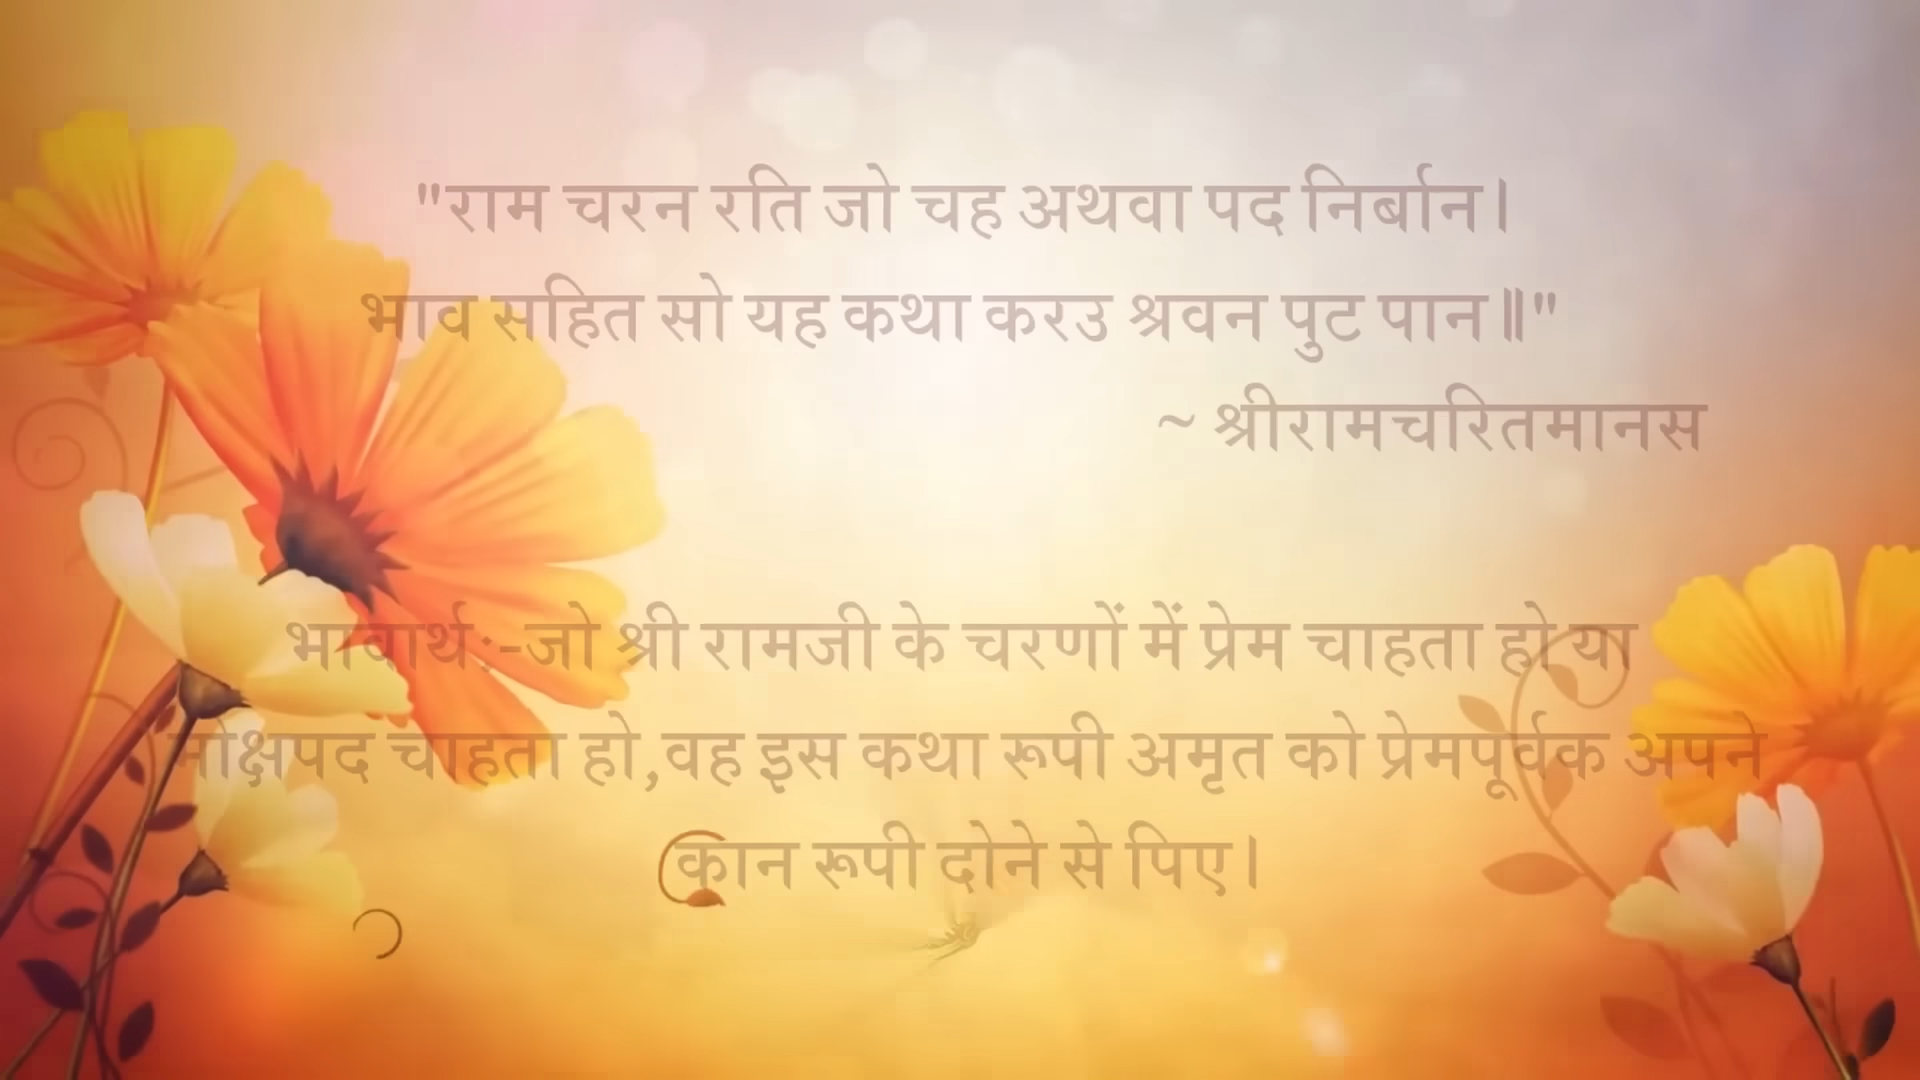 "राम चरन रति जो चह अथवा पद निर्बान।
भाव सहित सो यह कथा करउ श्रवन पुट पान॥"
~ श्रीरामचरितमानस
भावार्थ:-जो श्री रामजी के चरणों में प्रेम चाहता हो या
मोक्षपद चाहता हो,वह इस कथा रूपी अमृत को प्रेमपूर्वक अपने
कान रूपी दोने से पिए।